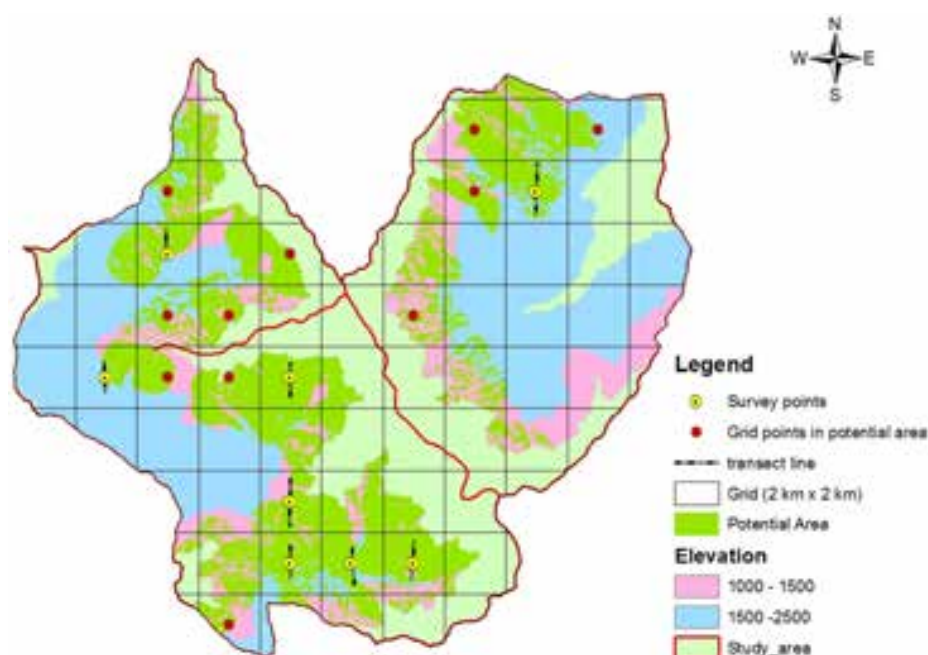 N
W E
S
Legend
Survey points
Grid points in potential area
transect line
Grid (2 km x 2 km)
Potential Area
Elevation
1000 - 1500
1500 -2500
Study_area